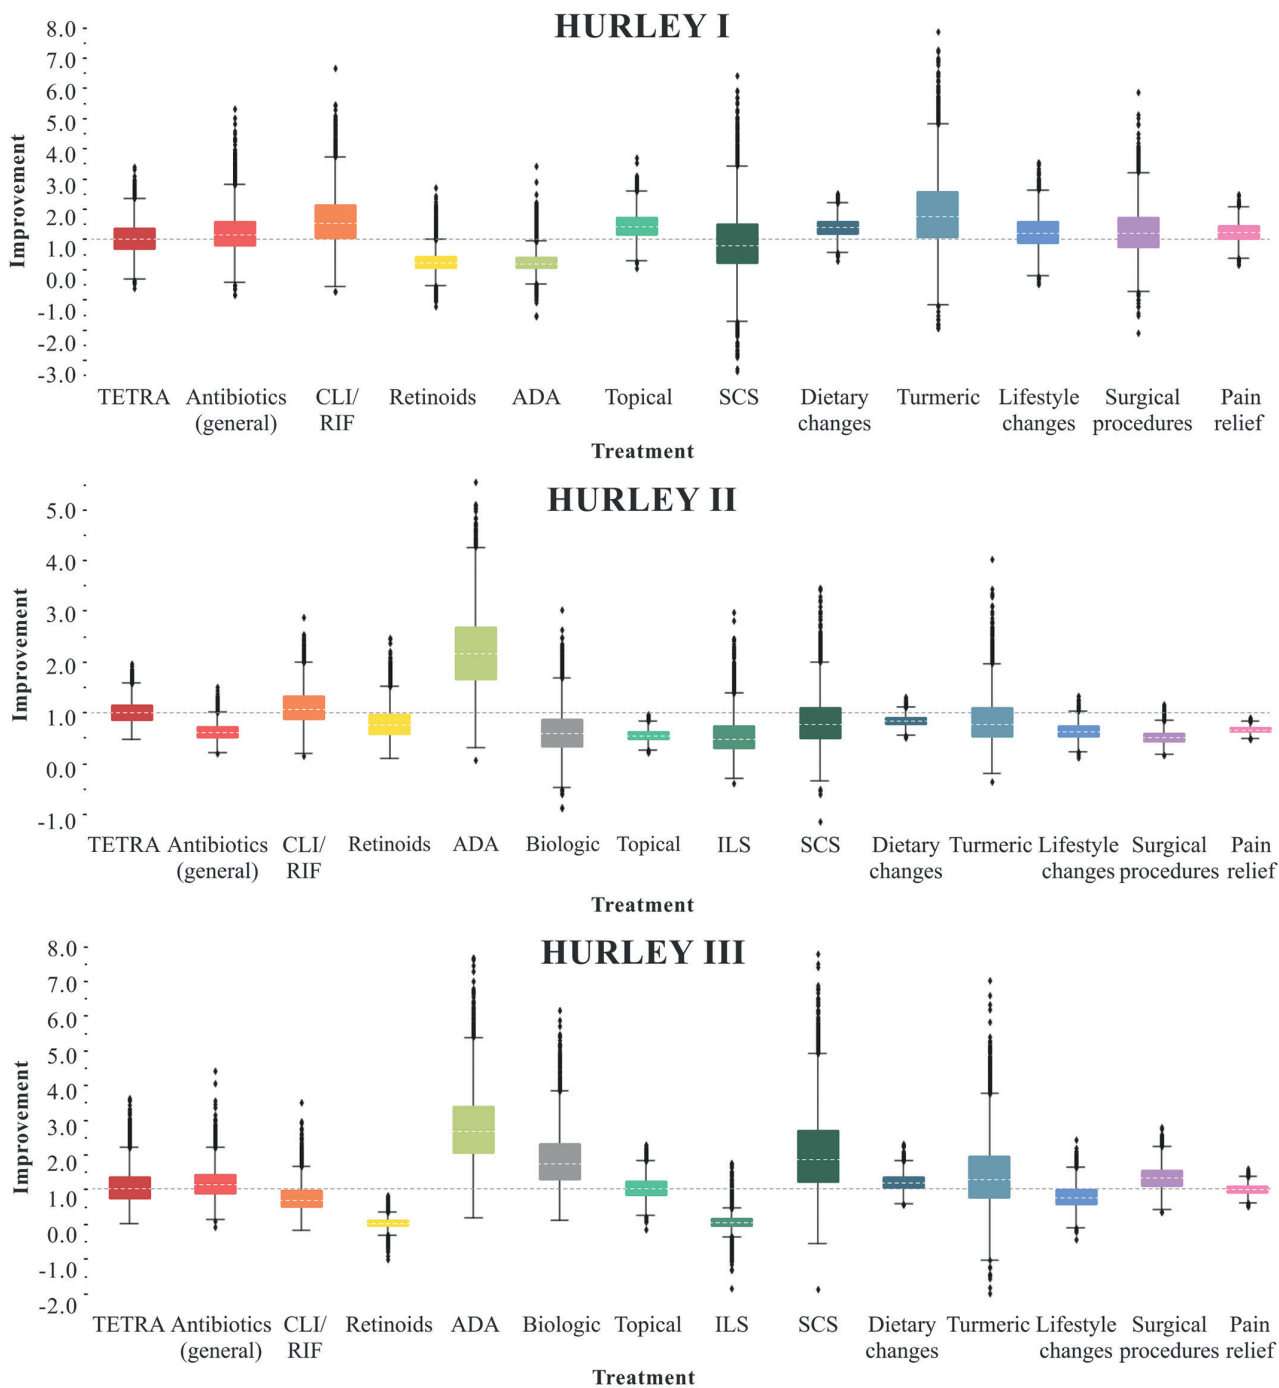 HURLEY I
Improvement
8.0
7.0
6.0
5.0
4.0
3.0
2.0
1.0
0.0
-1.0
-2.0
-3.0
TETRA
Antibiotics
(general)
CLI/
RIF
Retinoids
ADA
Topical
SCS
Dietary
changes
Turmeric
Lifestyle
changes
Surgical
procedures
Pain
relief
Treatment
HURLEY II
Improvement
5.0
4.0
3.0
2.0
1.0
0.0
-1.0
TETRA
Antibiotics
(general)
CLI/
RIF
Retinoids
ADA
Biologic
Topical
ILS
SCS
Dietary
changes
Turmeric
Lifestyle
changes
Surgical
procedures
Pain
relief
Treatment
HURLEY III
Improvement
8.0
7.0
6.0
5.0
4.0
3.0
2.0
1.0
0.0
-1.0
-2.0
TETRA
Antibiotics
(general)
CLI/
RIF
Retinoids
ADA
Biologic
Topical
ILS
SCS
Dietary
changes
Turmeric
Lifestyle
changes
Surgical
procedures
Pain
relief
Treatment